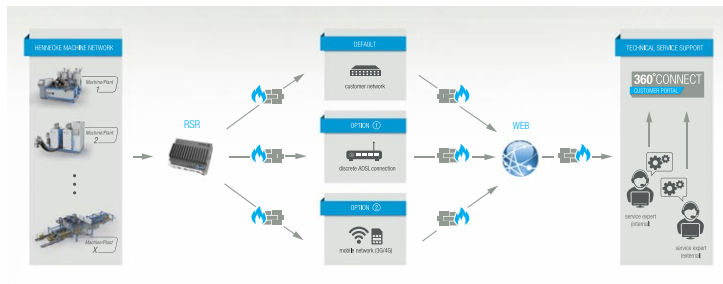 HENNECKE MACHINE NETWORK
Machine/Plant
1
Machine/Plant
2
Machine/Plant
X
RSR
DEFAULT
customer network
OPTION ①
discrete ADSL connection
OPTION ②
mobile network (3G/4G)
WEB
TECHNICAL SERVICE SUPPORT
360°CONNECT
CUSTOMER PORTAL
service expert
(internal)
service expert
(external)